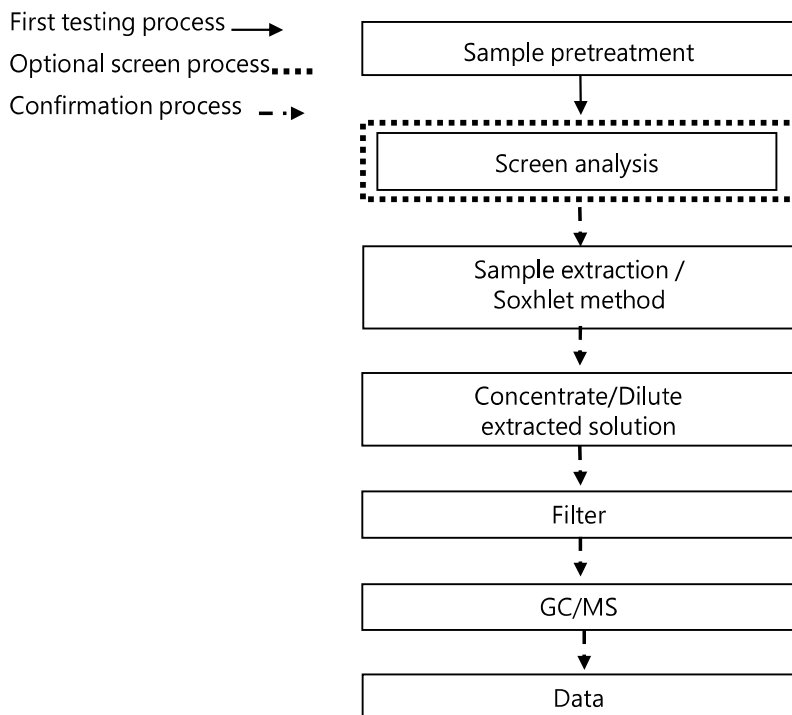 First testing process
Optional screen process
Confirmation process
Sample pretreatment
Screen analysis
Sample extraction /
Soxhlet method
Concentrate/Dilute
extracted solution
Filter
GC/MS
Data